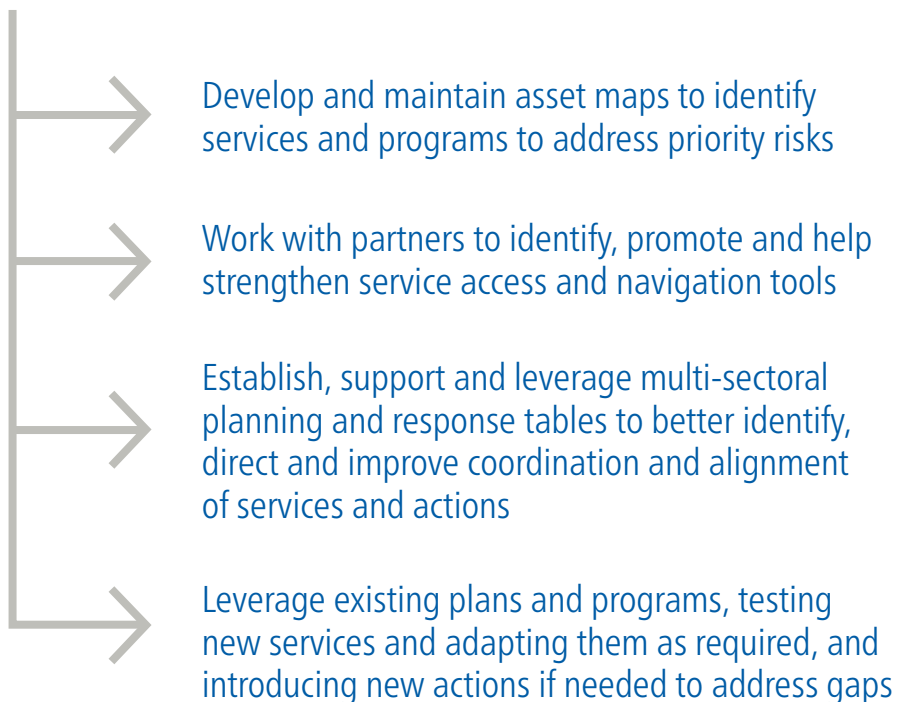 Develop and maintain asset maps to identify
services and programs to address priority risks
Work with partners to identify, promote and help
strengthen service access and navigation tools
Establish, support and leverage multi-sectoral
planning and response tables to better identify,
direct and improve coordination and alignment
of services and actions
Leverage existing plans and programs, testing
new services and adapting them as required, and
introducing new actions if needed to address gaps